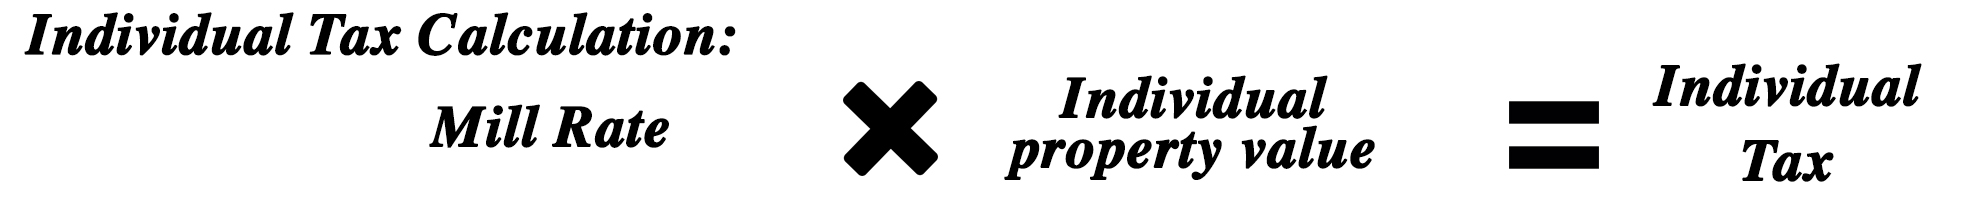 Individual Tax Calculation:
Mill Rate
Individual
property value
Individual
Tax